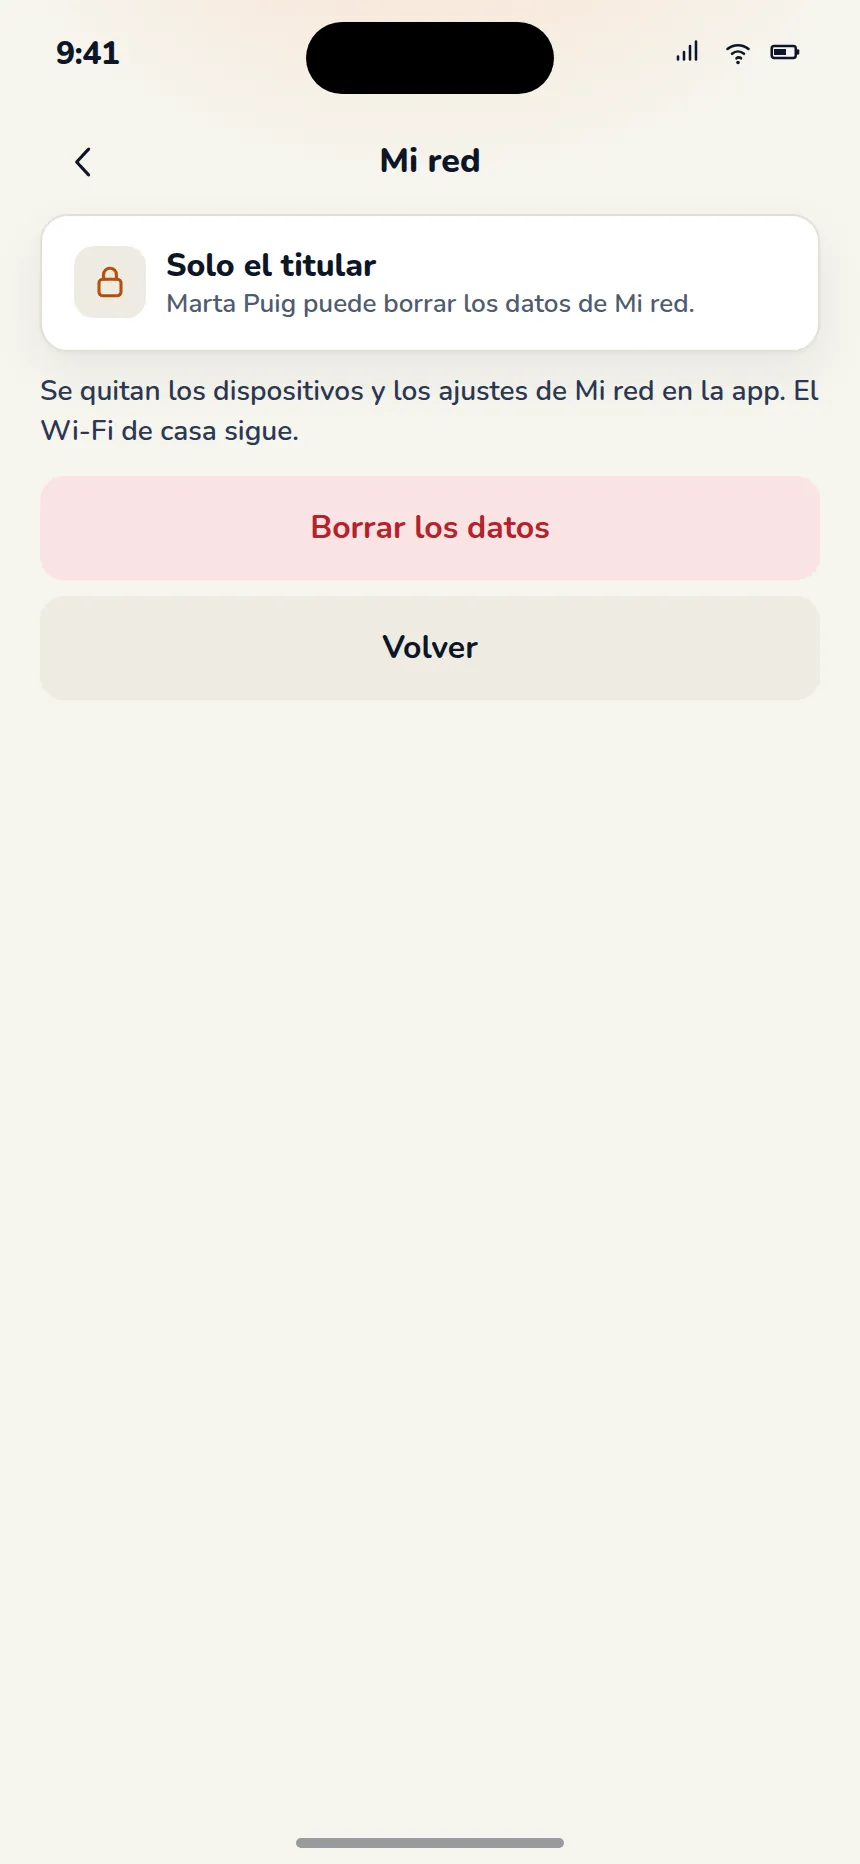 9:41
Mi red
Solo el titular
Marta Puig puede borrar los datos de Mi red.
Se quitan los dispositivos y los ajustes de Mi red en la app. El
Wi-Fi de casa sigue.
Borrar los datos
Volver